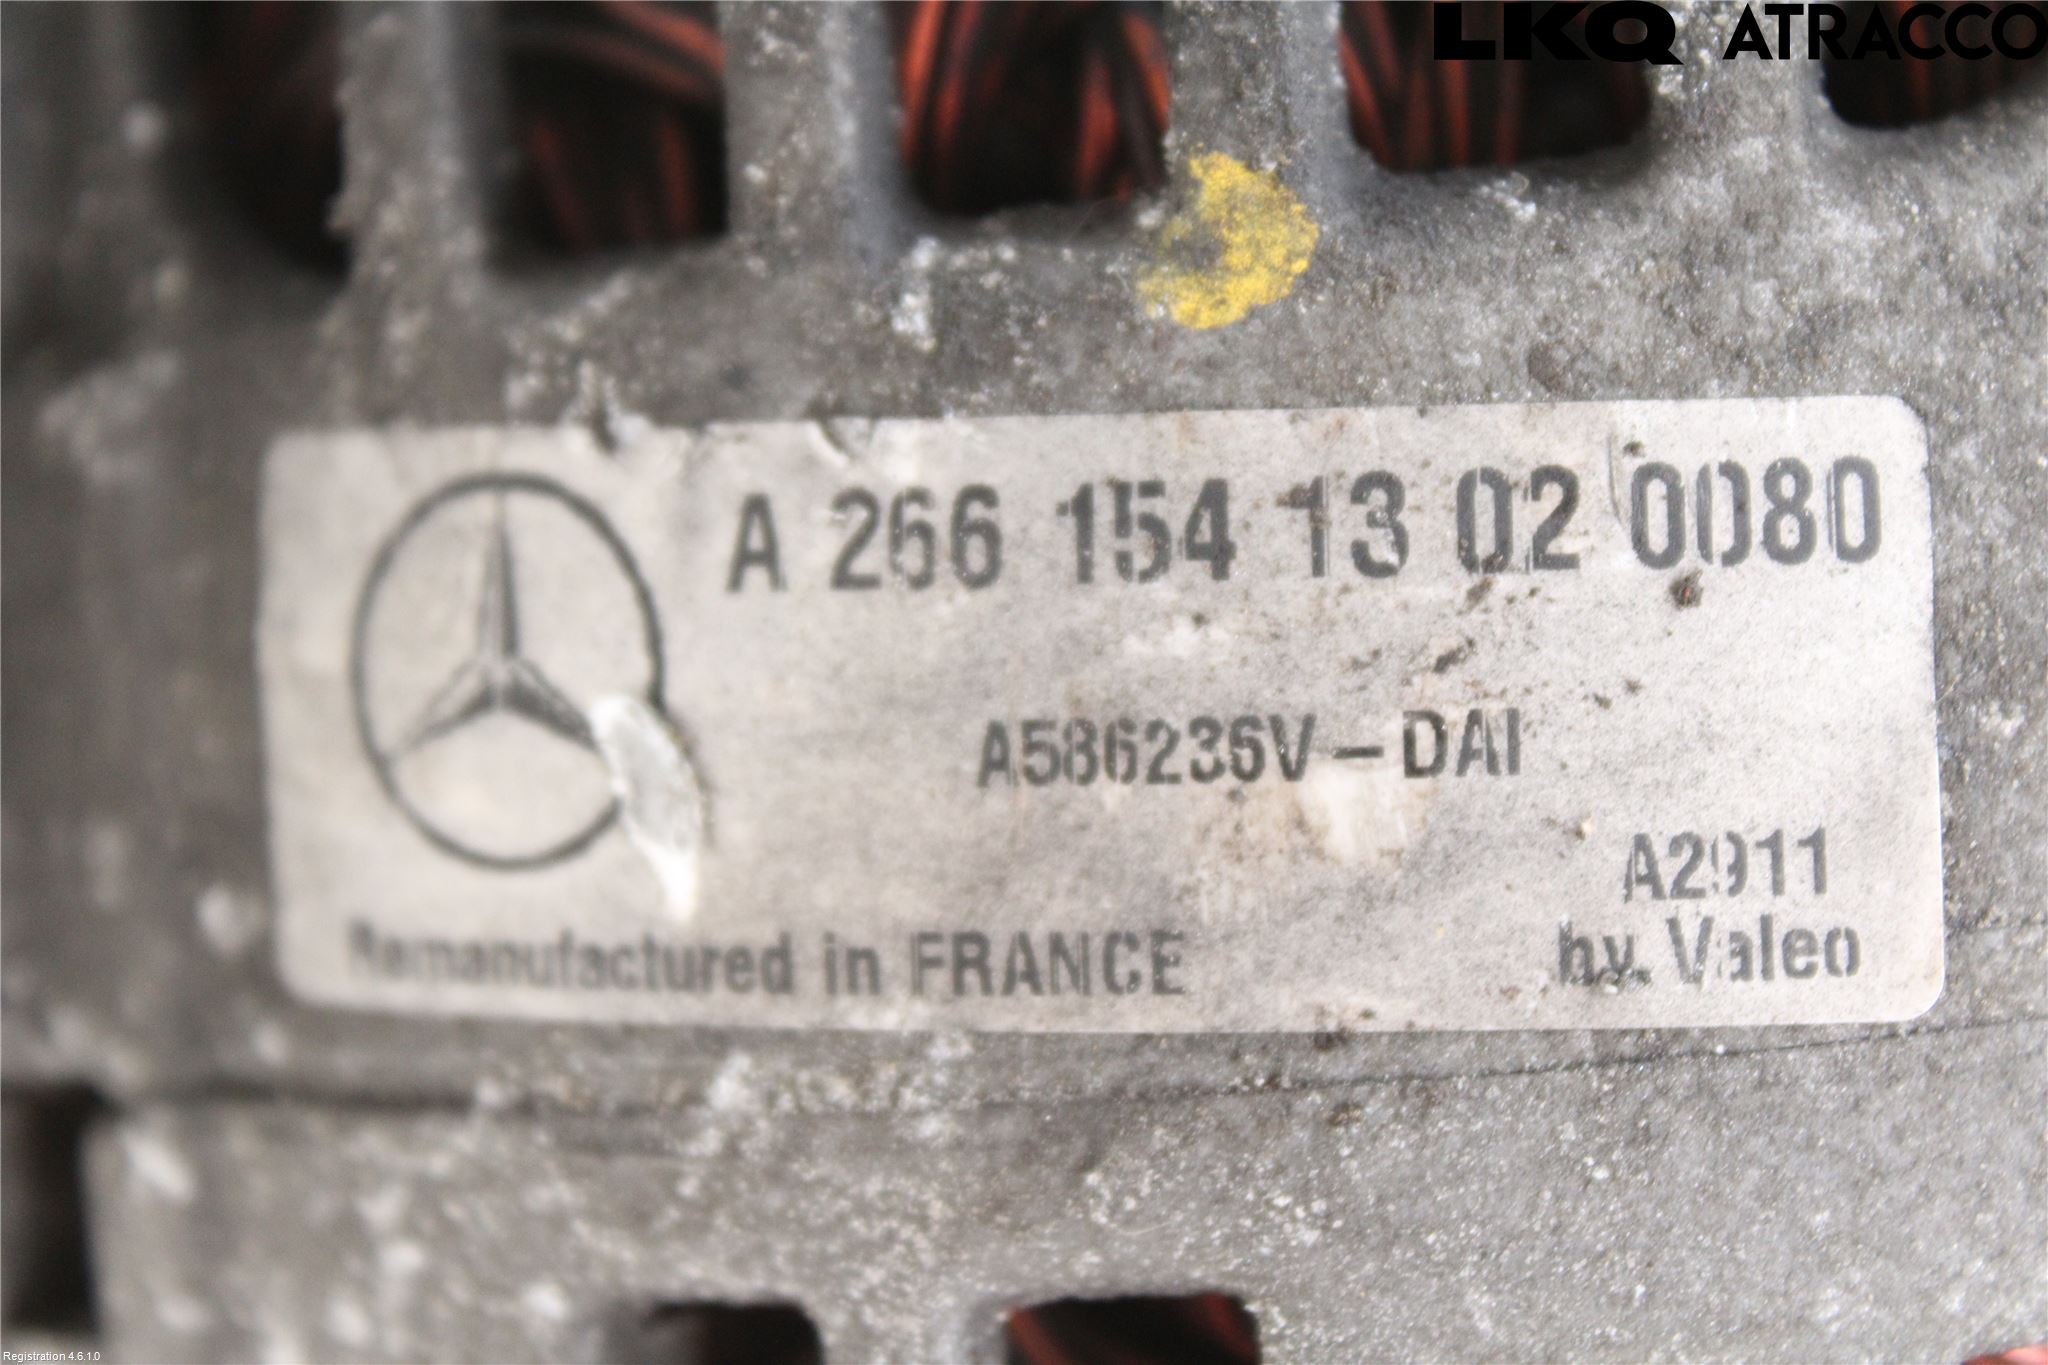 LKQ ATRACCO
A 266 154 13 02 0080
A586236V-DAI
A2911
Remanufactured in FRANCE by Valeo
Registration 4.6.1.0